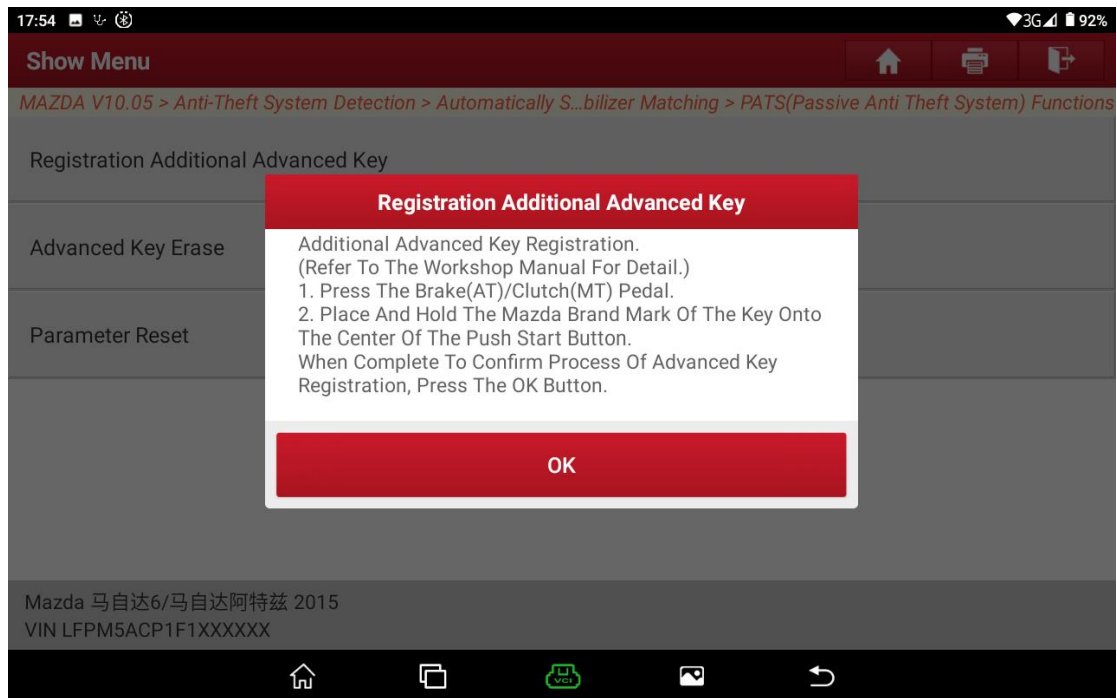 17:54
3G 92%
Show Menu
MAZDA V10.05 > Anti-Theft System Detection > Automatically S...bilizer Matching > PATS(Passive Anti Theft System) Functions
Registration Additional Advanced Key
Registration Additional Advanced Key
Advanced Key Erase
Additional Advanced Key Registration.
(Refer To The Workshop Manual For Detail.)
1. Press The Brake(AT)/Clutch(MT) Pedal.
2. Place And Hold The Mazda Brand Mark Of The Key Onto
The Center Of The Push Start Button.
When Complete To Confirm Process Of Advanced Key
Registration, Press The OK Button.
Parameter Reset
OK
Mazda 马自达6/马自达阿特兹 2015
VIN LFPM5ACP1F1XXXXXX
VCI